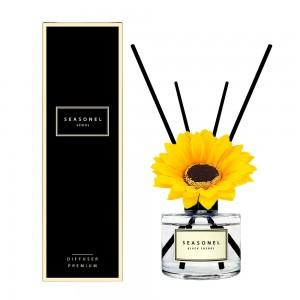 SEASONEL
SEOUL
DIFFUSER
PREMIUM
SEASONEL
BLACK CHERRY